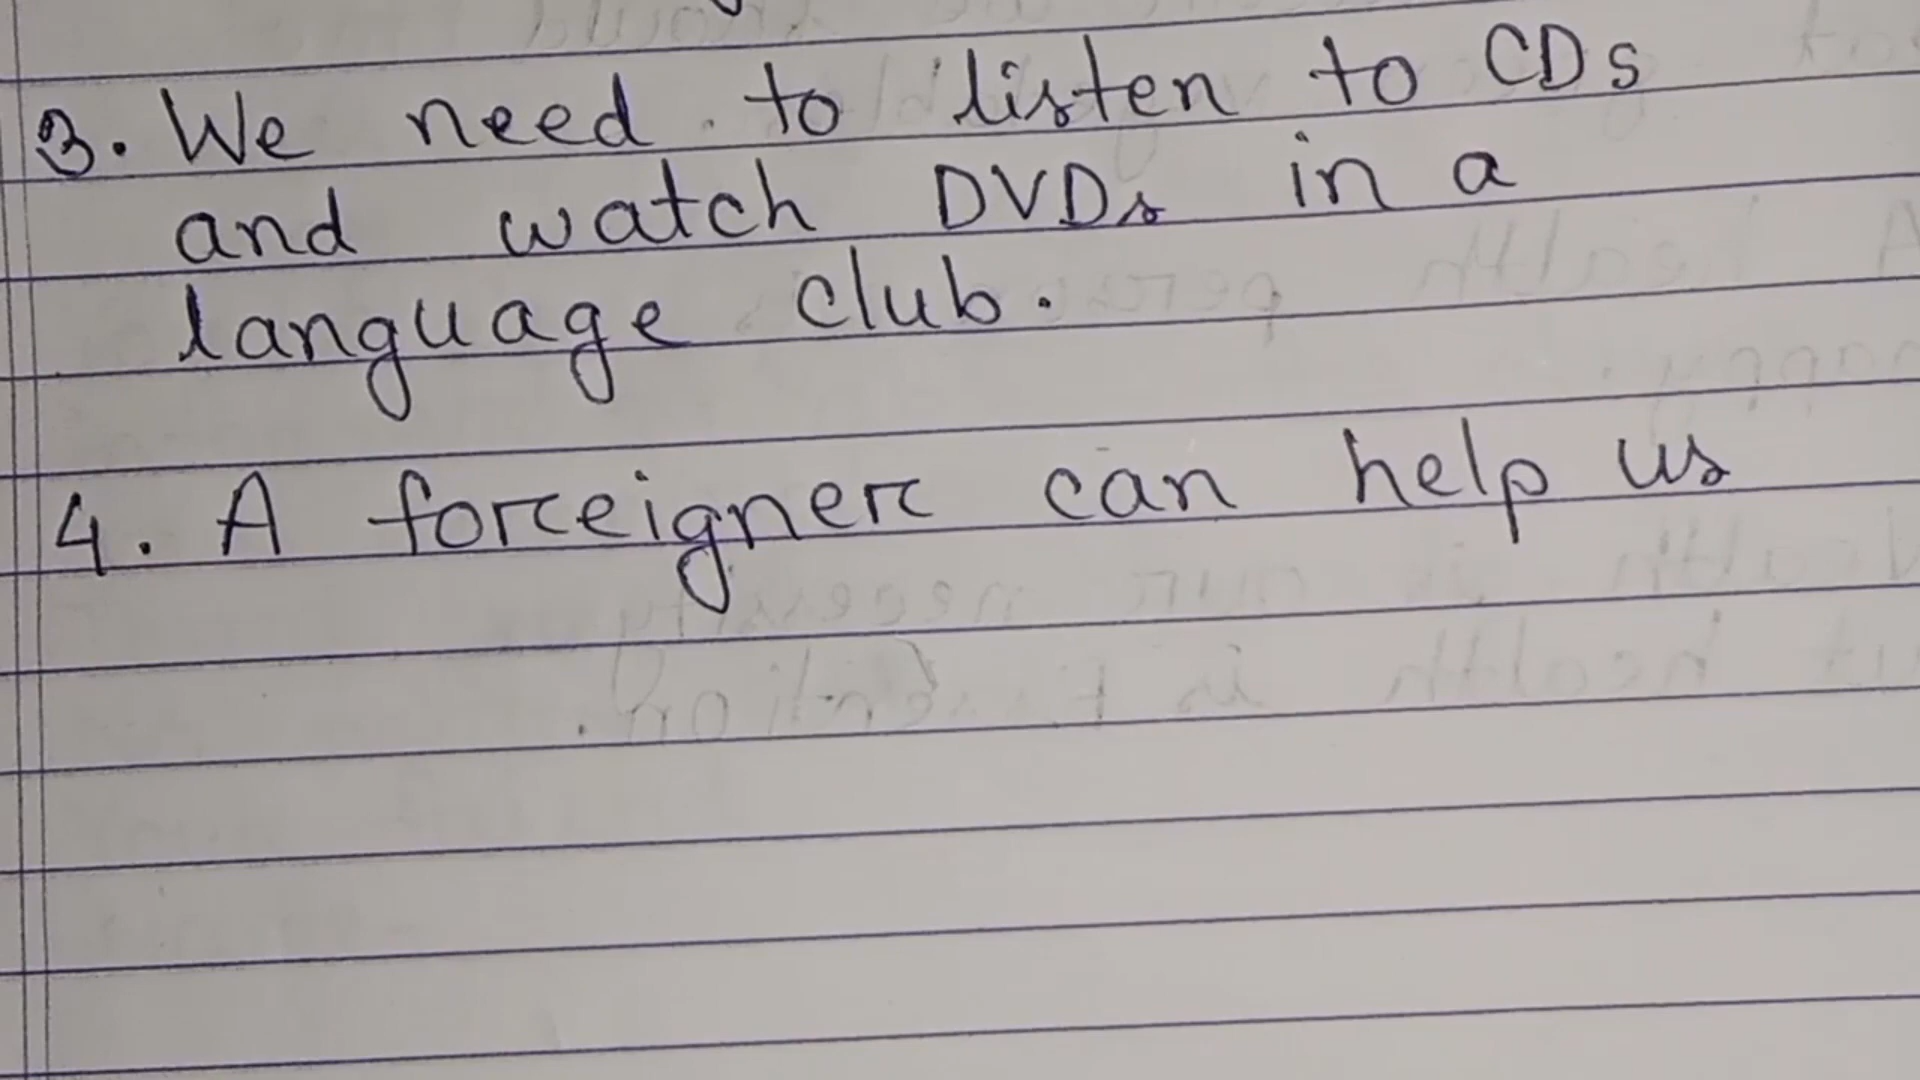 3. We need to listen to CDs
and watch DVDs in a
language club.
4. A foreigner can help us